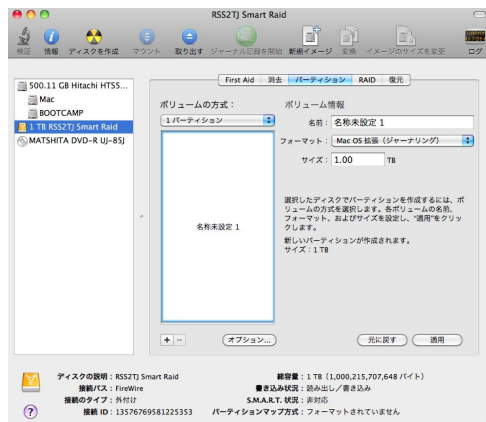 RSS2TJ Smart Raid
検証 情報 ディスクを作成 マウント 取り出す ジャーナル記録を開始 新規イメージ 変換 イメージのサイズを変更 ログ
500.11 GB Hitachi HTS5...
Mac
BOOTCAMP
1 TB RSS2TJ Smart Raid
MATSHITA DVD-R UJ-85J
First Aid 消去 パーティション RAID 復元
ボリュームの方式：
1 パーティション
名称未設定 1
+ − オプション...
ボリューム情報
名前： 名称未設定 1
フォーマット： Mac OS 拡張（ジャーナリング）
サイズ： 1.00 TB
選択したディスクでパーティションを作成するには、ボ
リュームの方式を選択します。各ボリュームの名前、
フォーマット、およびサイズを設定し、"適用"をクリッ
クします。
新しいパーティションが作成されます。
サイズ：1 TB
元に戻す 適用
ディスクの説明：RSS2TJ Smart Raid
接続バス：FireWire
接続のタイプ：外付け
接続 ID：13576769581225353
総容量：1 TB（1,000,215,707,648 バイト）
書き込み状況：読み出し／書き込み
S.M.A.R.T. 状況：非対応
パーティションマップ方式：フォーマットされていません
?